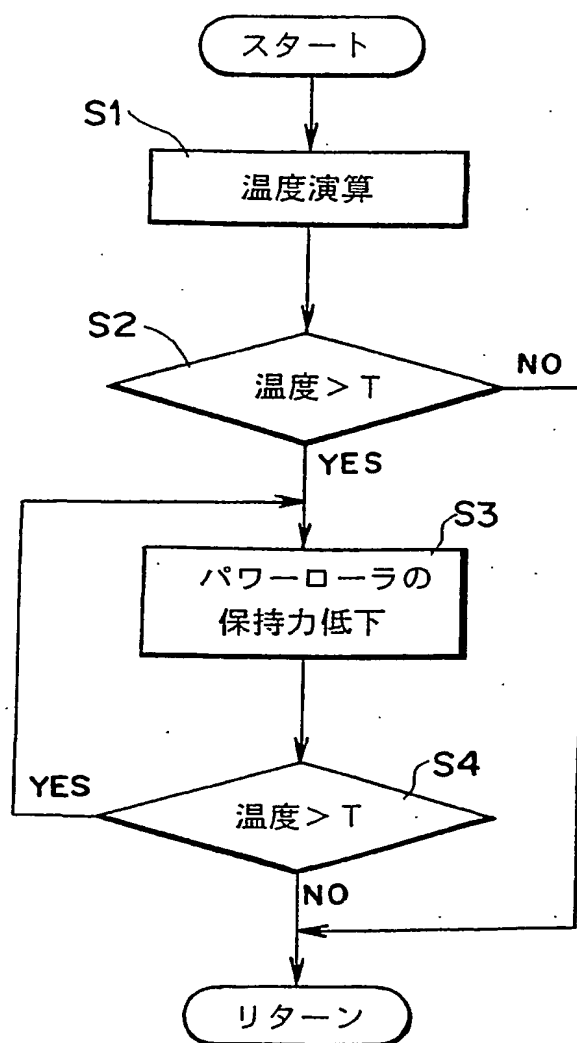 スタート
S1
温度演算
S2
温度>T
NO
YES
S3
パワーローラの
保持力低下
S4
温度>T
YES
NO
リターン